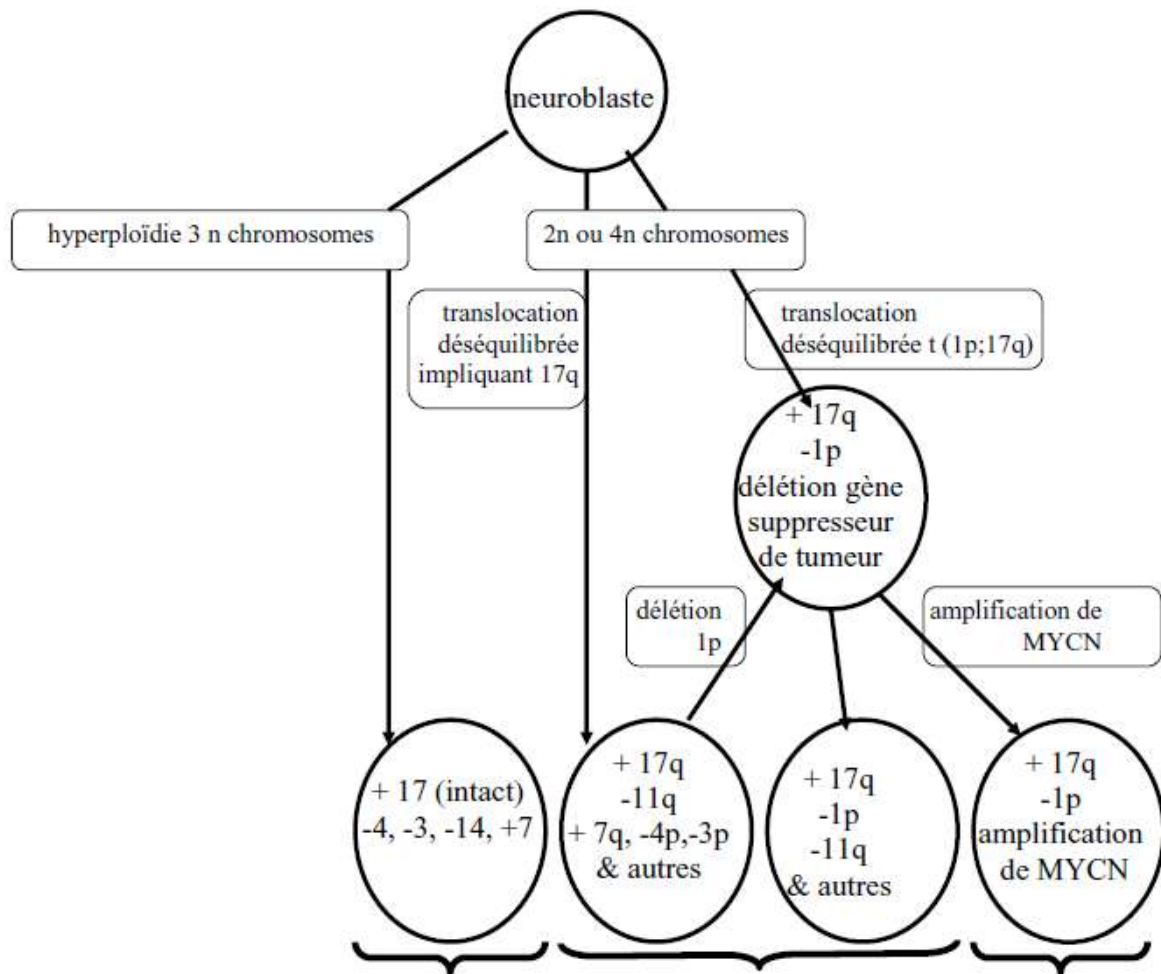 neuroblaste
hyperploïdie 3 n chromosomes
2n ou 4n chromosomes
translocation
déséquilibrée
impliquant 17q
translocation
déséquilibrée t (1p;17q)
+ 17q
-1p
délétion gène
suppresseur
de tumeur
délétion
1p
amplification de
MYCN
+ 17 (intact)
-4, -3, -14, +7
+ 17q
-11q
+ 7q, -4p,-3p
& autres
+ 17q
-1p
-11q
& autres
+ 17q
-1p
amplification
de MYCN